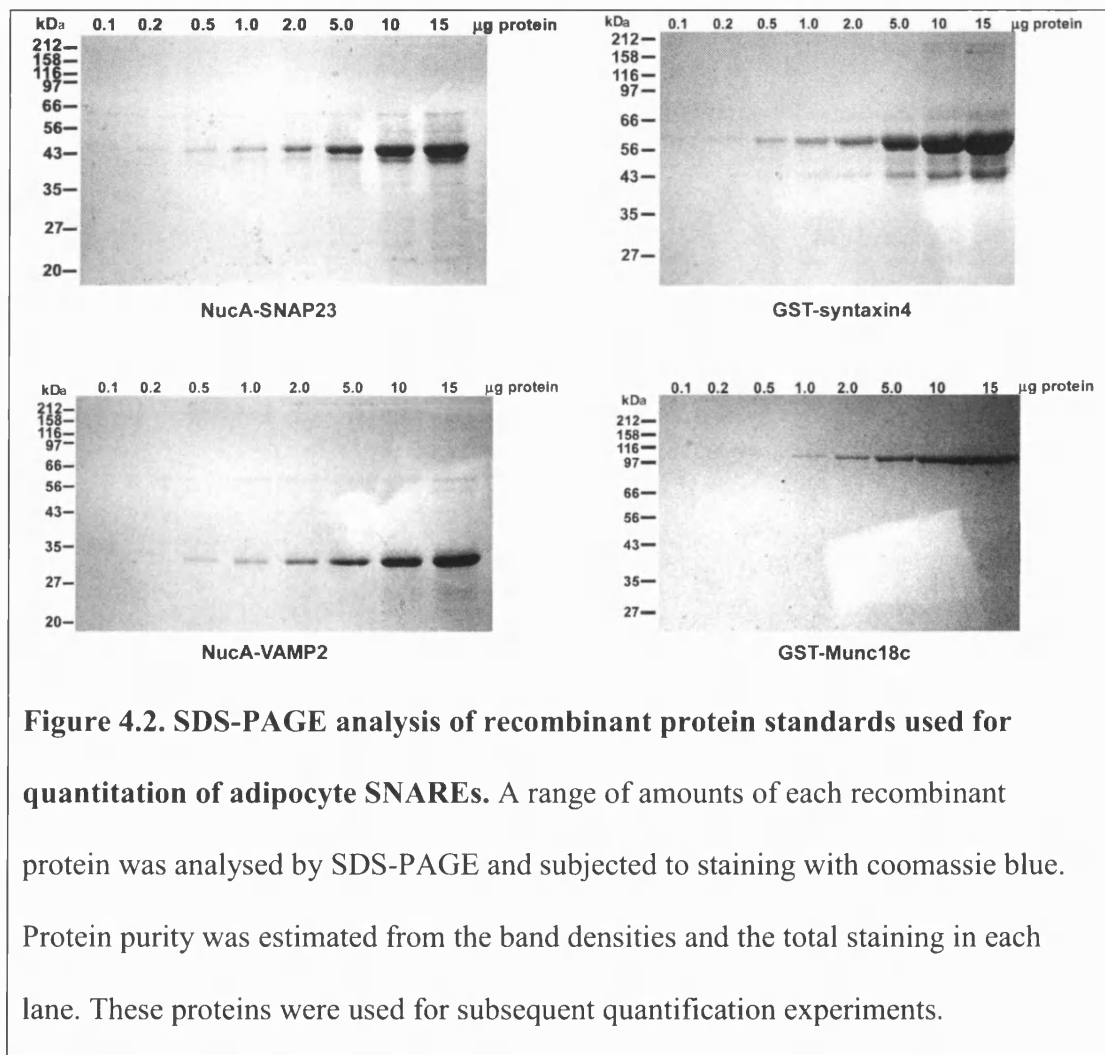 kDa 0.1 0.2 0.5 1.0 2.0 5.0 10 15 µg protein
212
158
116
97
66
56
43
35
27
20
NucA-SNAP23
kDa 0.1 0.2 0.5 1.0 2.0 5.0 10 15 µg protein
212
158
116
97
66
56
43
35
27
GST-syntaxin4
kDa 0.1 0.2 0.5 1.0 2.0 5.0 10 15 µg protein
212
158
116
97
66
56
43
35
27
20
NucA-VAMP2
kDa 0.1 0.2 0.5 1.0 2.0 5.0 10 15 µg protein
212
158
116
97
66
56
43
35
27
GST-Munc18c
Figure 4.2. SDS-PAGE analysis of recombinant protein standards used for
quantitation of adipocyte SNAREs. A range of amounts of each recombinant
protein was analysed by SDS-PAGE and subjected to staining with coomassie blue.
Protein purity was estimated from the band densities and the total staining in each
lane. These proteins were used for subsequent quantification experiments.